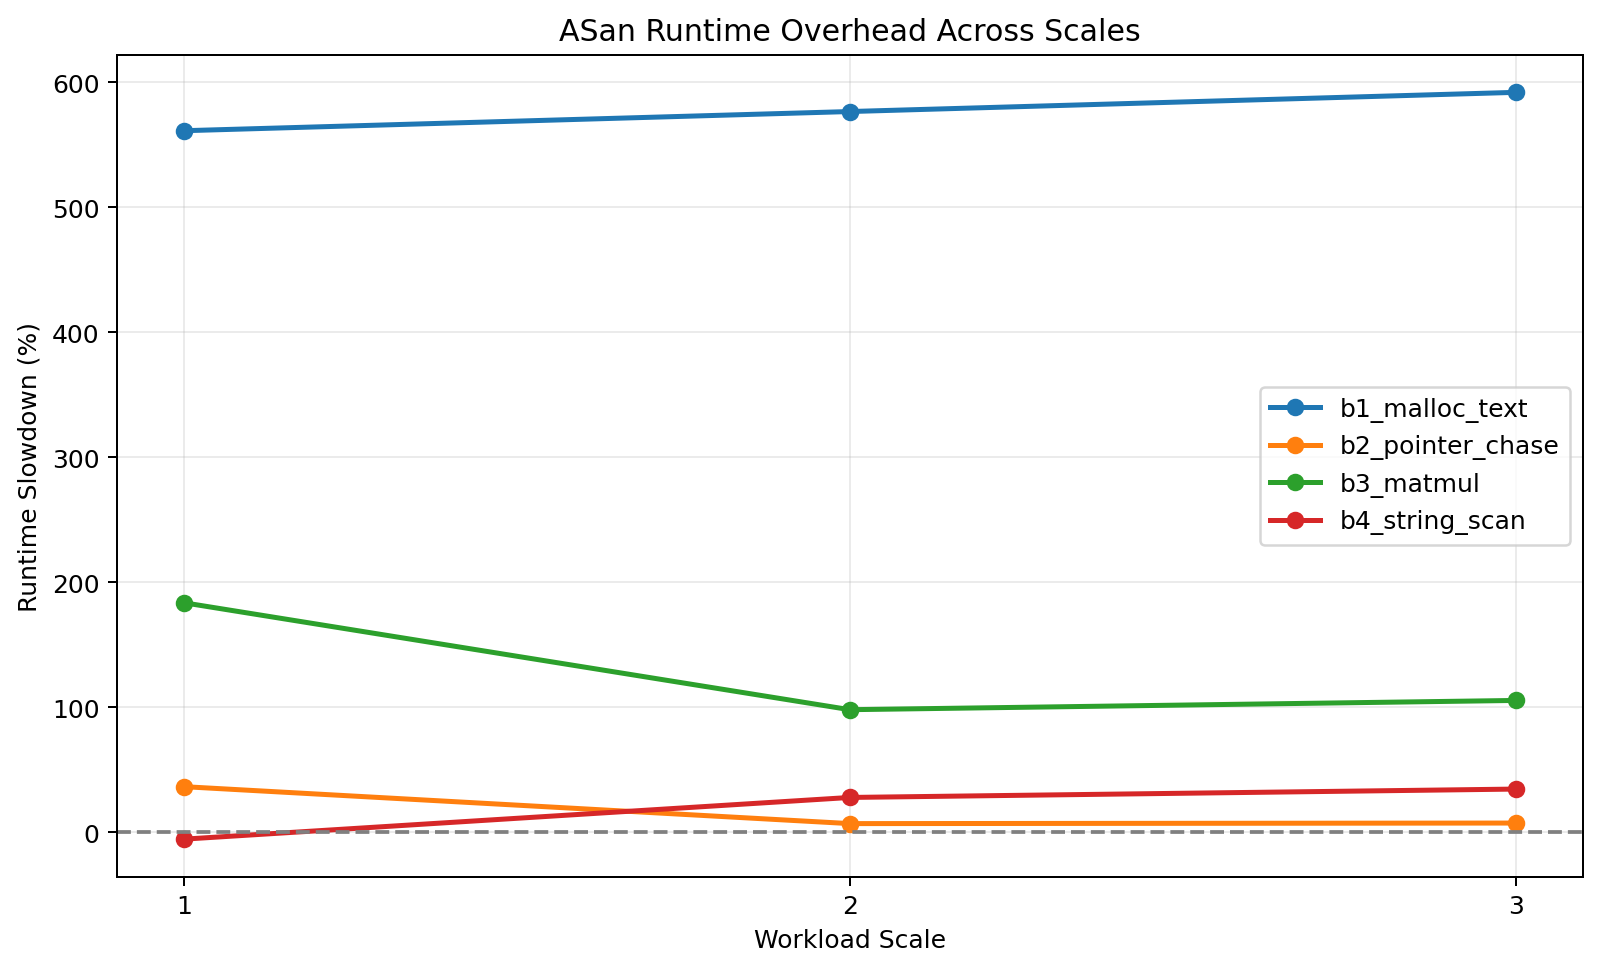 ASan Runtime Overhead Across Scales
Runtime Slowdown (%)
600
500
400
300
200
100
0
b1_malloc_text
b2_pointer_chase
b3_matmul
b4_string_scan
1
2
3
Workload Scale